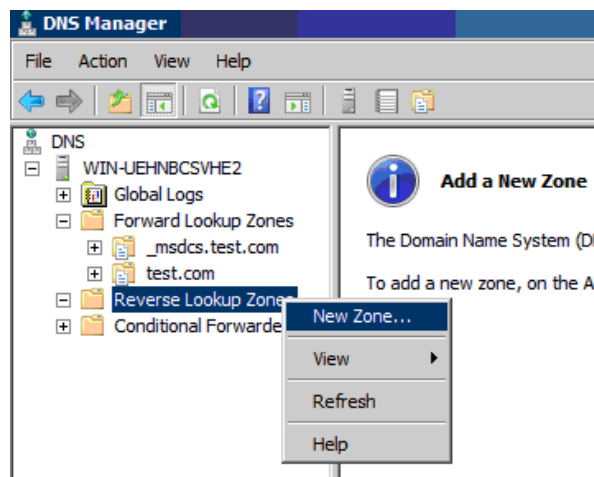 DNS Manager
File Action View Help
DNS
WIN-UEHNBCSVHE2
Global Logs
Forward Lookup Zones
_msdcs.test.com
test.com
Reverse Lookup Zones
Conditional Forwarde
Add a New Zone
The Domain Name System (D
To add a new zone, on the A
New Zone...
View
Refresh
Help